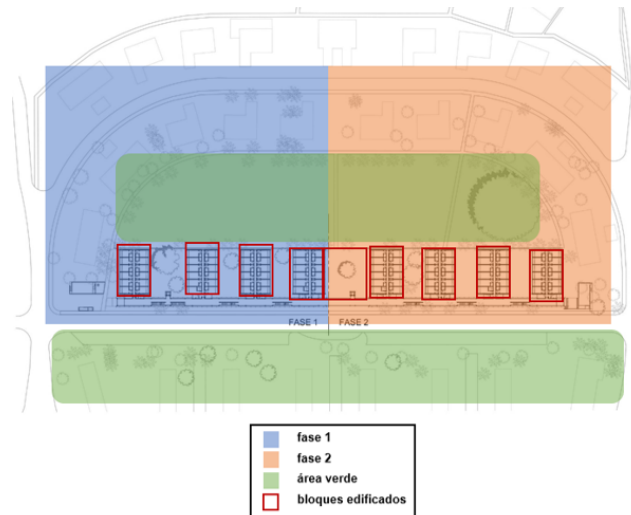 FASE 1 FASE 2
fase 1
fase 2
área verde
bloques edificados